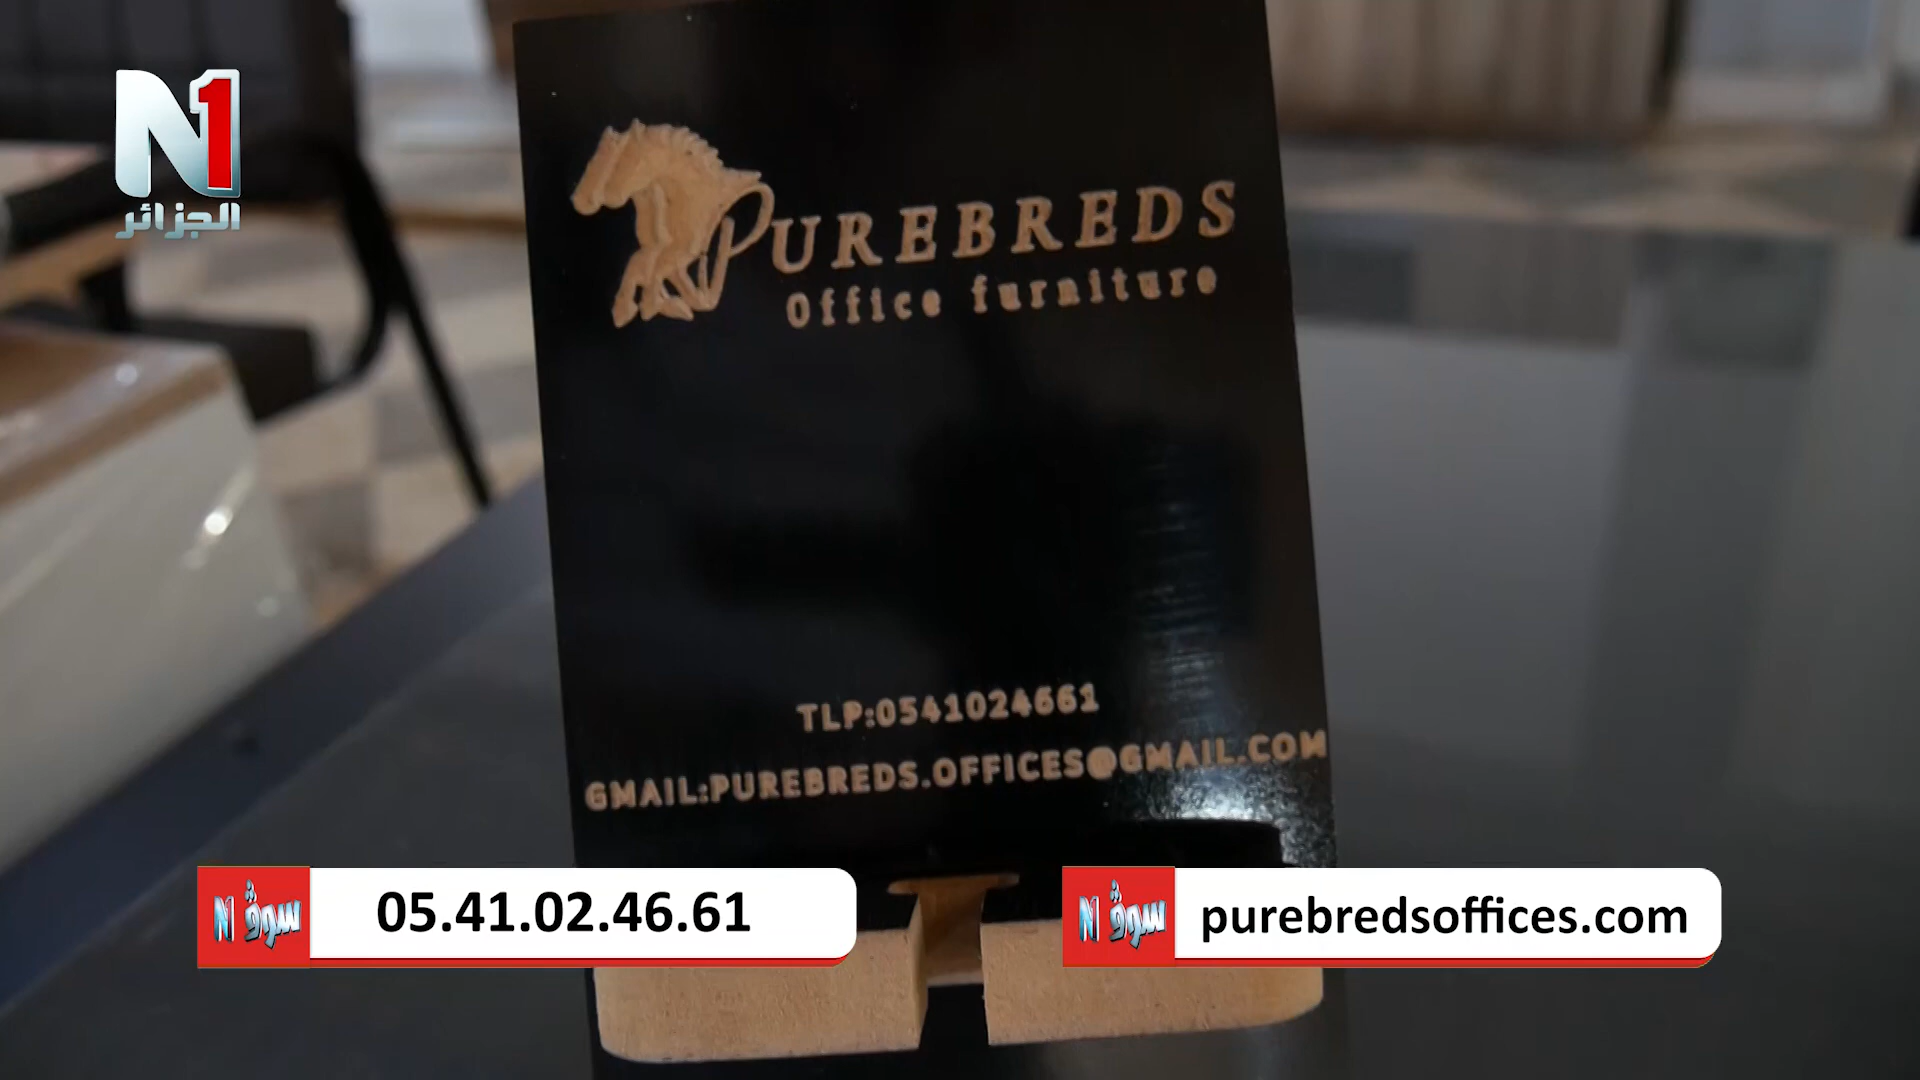 N1
الجزائر
PUREBREDS
Office furniture
TLP:0541024661
GMAIL:PUREBREDS.OFFICES@GMAIL.COM
سوق N1
05.41.02.46.61
سوق N1
purebredsoffices.com